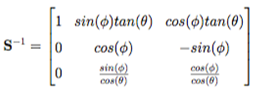 S⁻¹ = [ 1 sin(ϕ)tan(θ) cos(ϕ)tan(θ)
0 cos(ϕ) −sin(ϕ)
0 sin(ϕ)/cos(θ) cos(ϕ)/cos(θ) ]